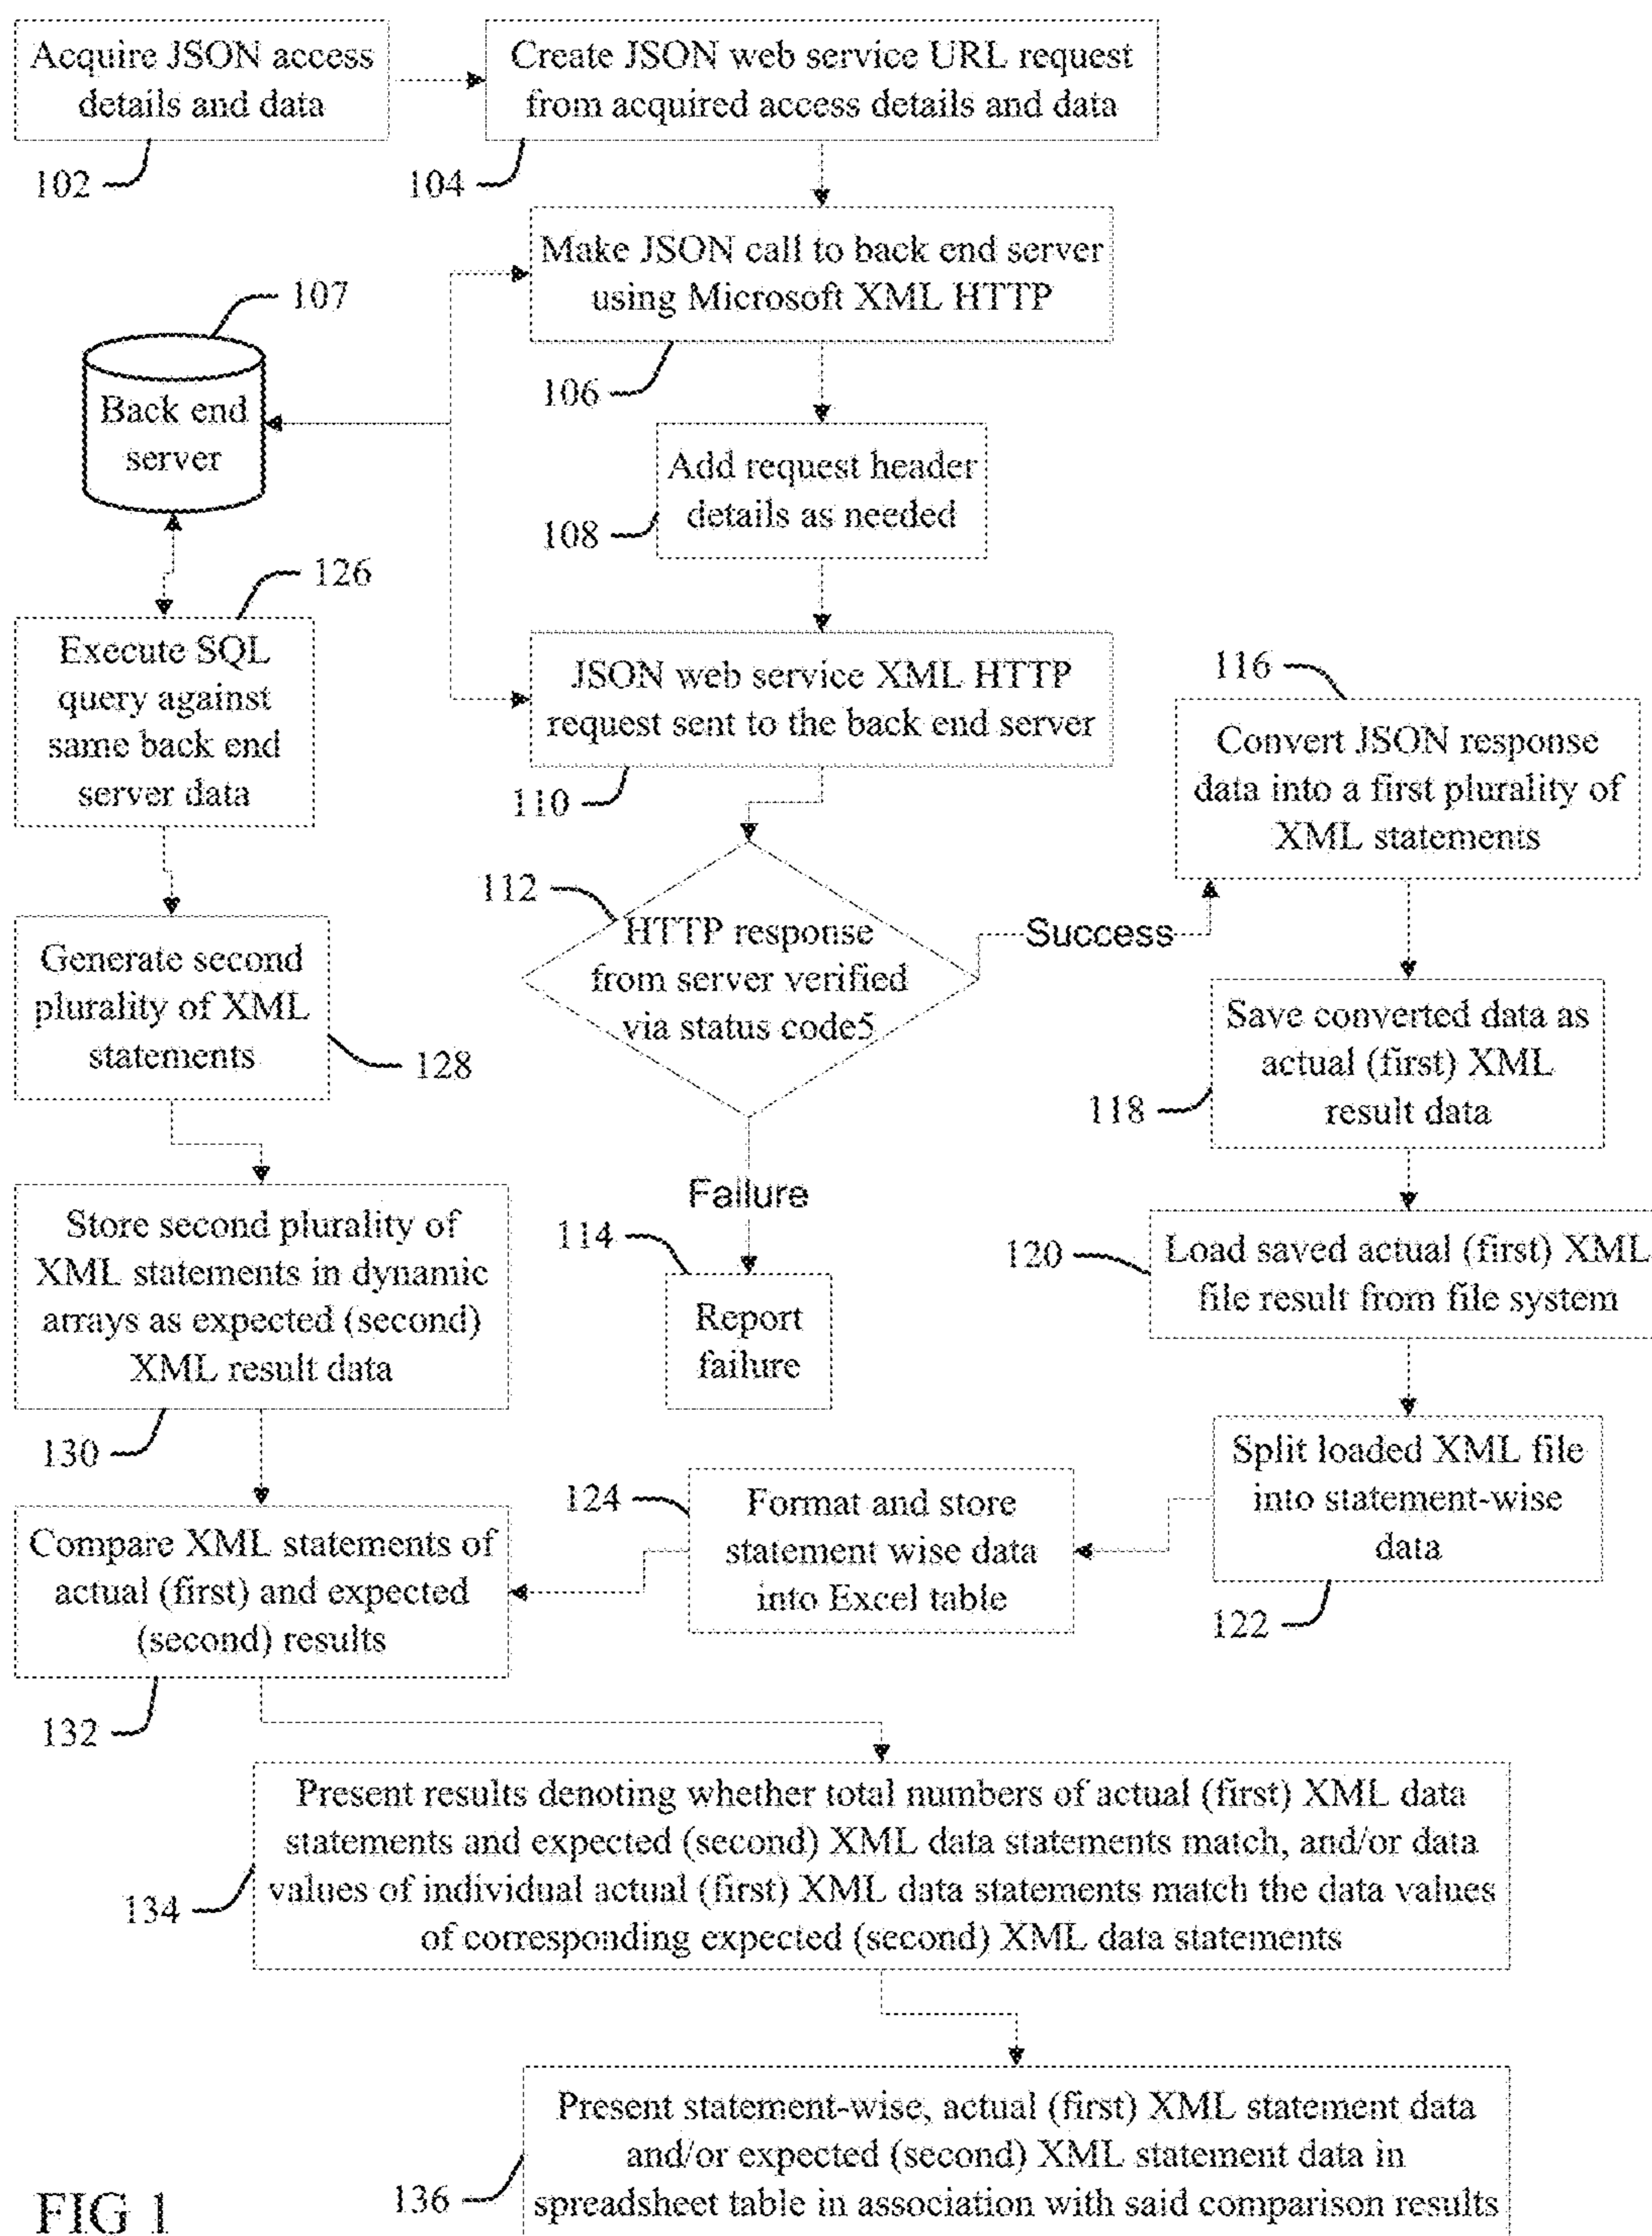 Acquire JSON access
details and data
102
Create JSON web service URL request
from acquired access details and data
104
Make JSON call to back end server
using Microsoft XML HTTP
106
107
Back end
server
Add request header
details as needed
108
126
Execute SQL
query against
same back end
server data
JSON web service XML HTTP
request sent to the back end server
110
116
Convert JSON response
data into a first plurality of
XML statements
112
HTTP response
from server verified
via status code5
Success
Generate second
plurality of XML
statements
128
Save converted data as
actual (first) XML
result data
118
Failure
114
Report
failure
Store second plurality of
XML statements in dynamic
arrays as expected (second)
XML result data
130
120
Load saved actual (first) XML
file result from file system
Split loaded XML file
into statement-wise
data
122
124
Format and store
statement wise data
into Excel table
Compare XML statements of
actual (first) and expected
(second) results
132
Present results denoting whether total numbers of actual (first) XML data
statements and expected (second) XML data statements match, and/or data
values of individual actual (first) XML data statements match the data values
of corresponding expected (second) XML data statements
134
Present statement-wise, actual (first) XML statement data
and/or expected (second) XML statement data in
spreadsheet table in association with said comparison results
136
FIG 1